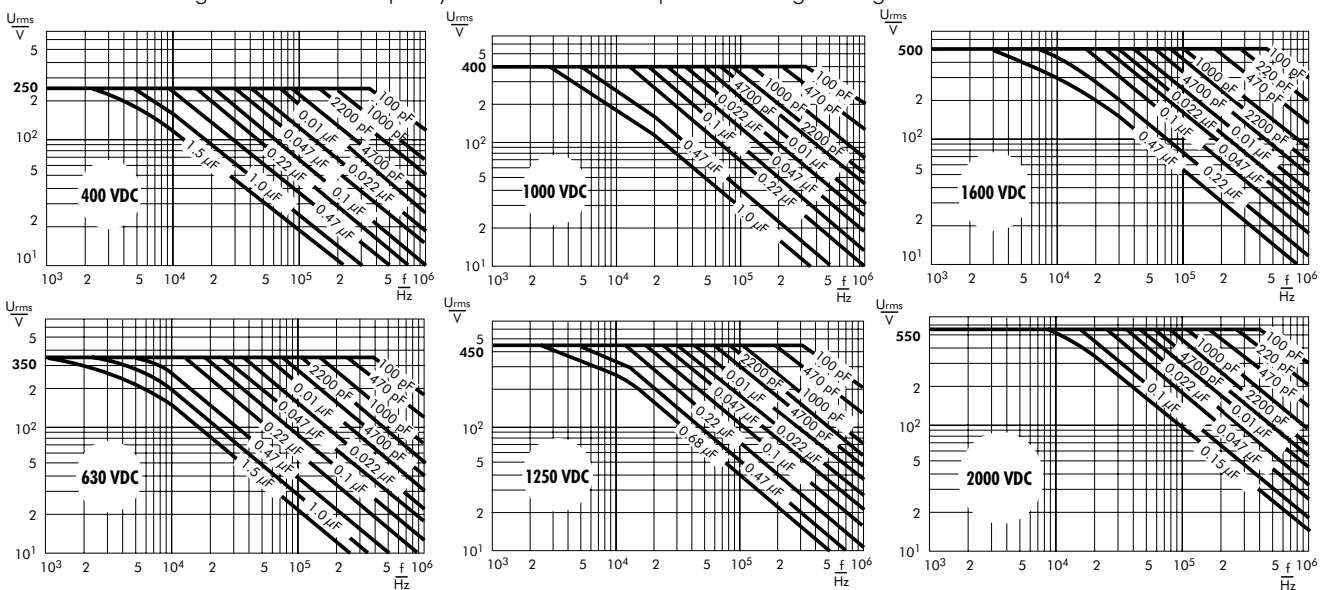 Urms
V
5
250
2
10²
5
2
10¹
400 VDC
1.5 µF
1.0 µF
0.47 µF
0.22 µF
0.1 µF
0.047 µF
0.022 µF
0.01 µF
4700 pF
2200 pF
1000 pF
100 pF
10³ 2 5 10⁴ 2 5 10⁵ 2 5 f 10⁶
Hz
Urms
V
5
400
2
10²
5
2
10¹
1000 VDC
1.0 µF
0.47 µF
0.22 µF
0.1 µF
0.047 µF
0.022 µF
0.01 µF
4700 pF
2200 pF
1000 pF
470 pF
100 pF
10³ 2 5 10⁴ 2 5 10⁵ 2 5 f 10⁶
Hz
Urms
V
500
2
10²
5
2
10¹
1600 VDC
0.47 µF
0.22 µF
0.1 µF
0.047 µF
0.022 µF
0.01 µF
4700 pF
2200 pF
1000 pF
470 pF
220 pF
100 pF
10³ 2 5 10⁴ 2 5 10⁵ 2 5 f 10⁶
Hz
Urms
V
5
350
2
10²
5
2
10¹
630 VDC
1.5 µF
1.0 µF
0.47 µF
0.22 µF
0.1 µF
0.047 µF
0.022 µF
0.01 µF
4700 pF
2200 pF
1000 pF
470 pF
100 pF
10³ 2 5 10⁴ 2 5 10⁵ 2 5 f 10⁶
Hz
Urms
V
5
450
2
10²
5
2
10¹
1250 VDC
0.68 µF
0.47 µF
0.22 µF
0.1 µF
0.047 µF
0.022 µF
0.01 µF
4700 pF
2200 pF
1000 pF
470 pF
100 pF
10³ 2 5 10⁴ 2 5 10⁵ 2 5 f 10⁶
Hz
Urms
V
550
2
10²
5
2
10¹
2000 VDC
0.15 µF
0.1 µF
0.047 µF
0.022 µF
0.01 µF
4700 pF
2200 pF
1000 pF
470 pF
220 pF
100 pF
10³ 2 5 10⁴ 2 5 10⁵ 2 5 f 10⁶
Hz